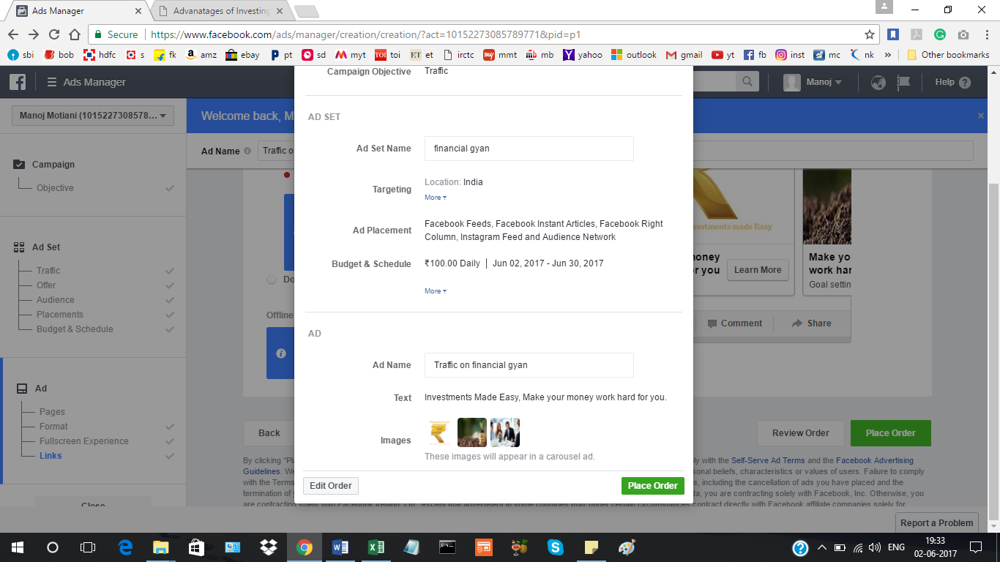 Ads Manager
Advanatages of Investing
Secure https://www.facebook.com/ads/manager/creation/creation/?act=101522730857897​71&pid=p1
sbi bob hdfc s fk amz ebay pt sd myt TOI toi ET et irctc my mmt mb mb yahoo outlook gmail yt fb inst mc nk » Other bookmarks
Ads Manager
Manoj
Help
Manoj Motiani (1015227308578...
Welcome back, M
Ad Name Traffic o
Campaign
Objective
Ad Set
Traffic
Offer
Audience
Placements
Budget & Schedule
Ad
Pages
Format
Fullscreen Experience
Links
Close
Do
Offline
Back
Campaign Objective Traffic
AD SET
Ad Set Name financial gyan
Targeting Location: India
More
Ad Placement Facebook Feeds, Facebook Instant Articles, Facebook Right
Column, Instagram Feed and Audience Network
Budget & Schedule ₹100.00 Daily | Jun 02, 2017 - Jun 30, 2017
More
AD
Ad Name Traffic on financial gyan
Text Investments Made Easy, Make your money work hard for you.
Images
These images will appear in a carousel ad.
Edit Order Place Order
vestments made Easy
oney
r you
Learn More
Make yo
work har
Goal settin
Comment Share
Review Order Place Order
By clicking "Pl
ly with the Self-Serve Ad Terms and the Facebook Advertising
Guidelines. We
sonal beliefs, characteristics or values of users. Failure to comply
with the Terms
s, including the cancellation of ads you have placed and the
termination of y
da, you are contracting solely with Facebook, Inc. Otherwise, you
are contracting solely with Facebook Ireland, Ltd., except that advertisers in some countries may under certain circumstances contract directly with Facebook affiliate companies solely for
Report a Problem
ENG
19:33
02-06-2017